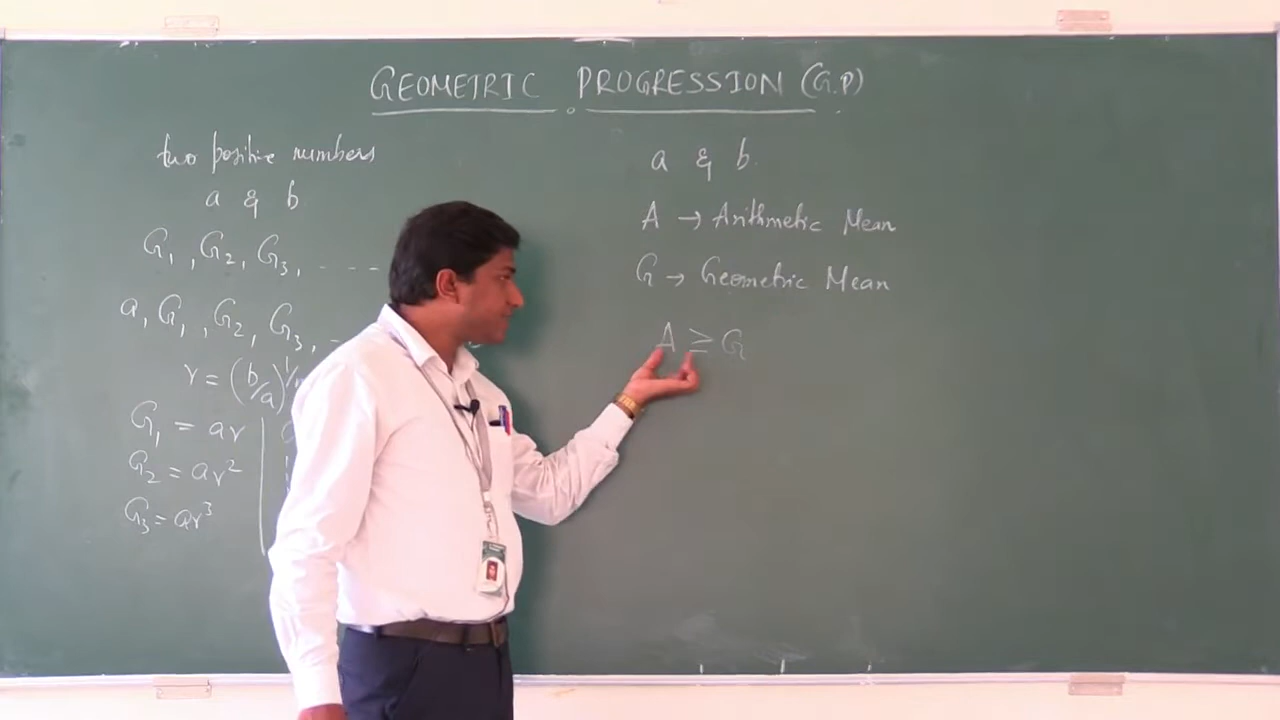 GEOMETRIC PROGRESSION (G.P)
two positive numbers
a & b
G₁, G₂, G₃, ----
a, G₁, G₂, G₃,
r = (b/a)^1/
G₁ = ar
G₂ = ar²
G₃ = ar³
a & b.
A → Arithmetic Mean
G → Geometric Mean
A ≥ G